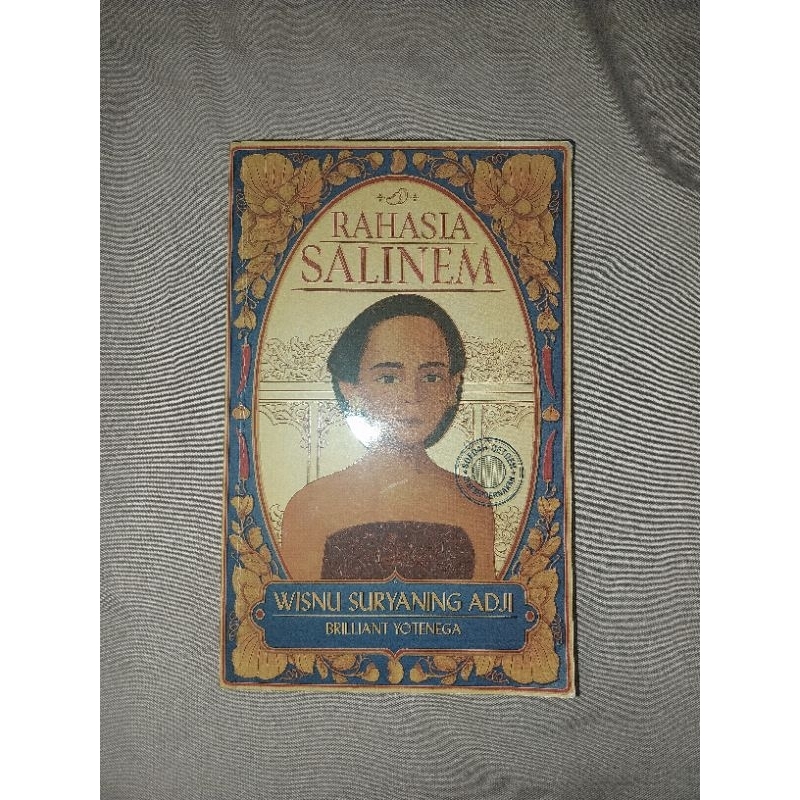 RAHASIA
SALINEM
WISNU SURYANING ADJI
BRILLIANT YOTENEGA